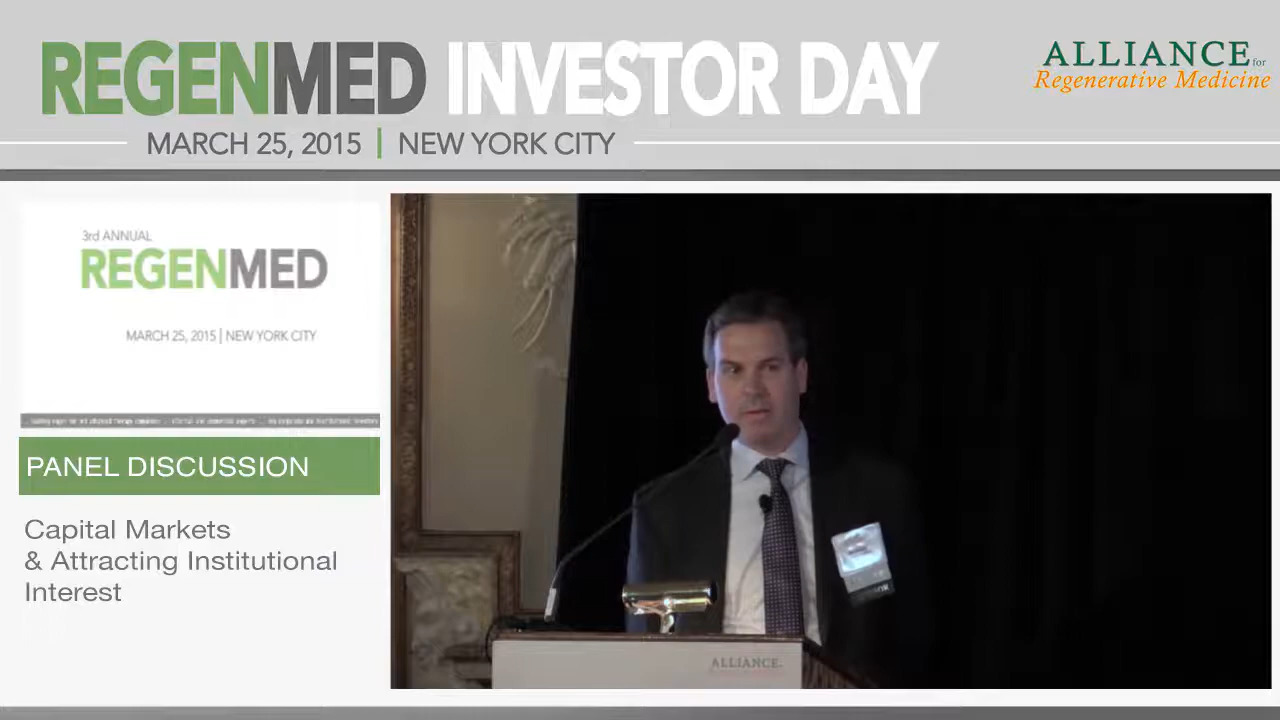 REGENMED INVESTOR DAY
MARCH 25, 2015 | NEW YORK CITY
ALLIANCE for
Regenerative Medicine
3rd ANNUAL
REGENMED
MARCH 25, 2015 | NEW YORK CITY
PANEL DISCUSSION
Capital Markets
& Attracting Institutional
Interest
ALLIANCE